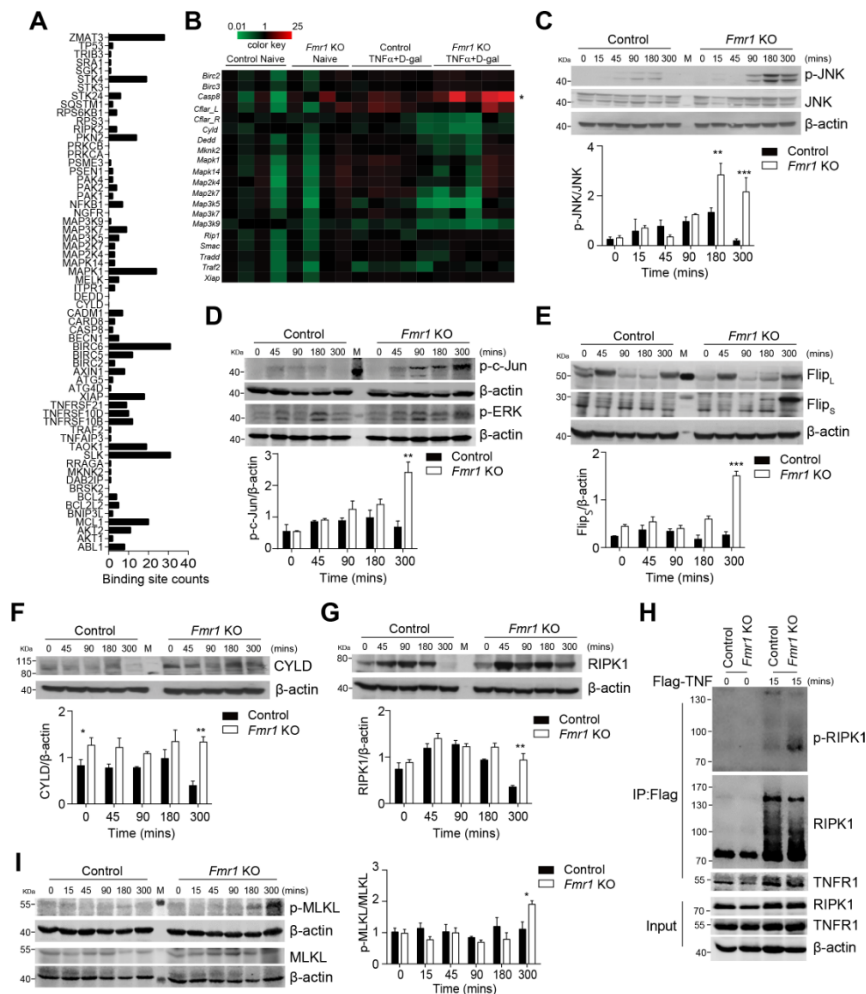 A
ZMAT3
TP53
TRIB3
SRA1
SGK1
STK4
STK3
STK24
SQSTM1
RPS6KB1
RPS3
RIPK2
PKN2
PRKCB
PRKCA
PSME3
PSEN1
PAK4
PAK2
PAK1
NFKB1
NGFR
MAP3K9
MAP3K7
MAP3K5
MAP2K7
MAP2K4
MAPK14
MAPK1
MELK
ITPR1
DEDD
CYLD
CADM1
CARD8
CASP8
BECN1
BIRC6
BIRC5
BIRC2
AXIN1
ATG5
ATG4D
XIAP
TNFRSF21
TNFRSF10D
TNFRSF10B
TRAF2
TNFAIP3
TAOK1
SLK
RRAGA
MKNK2
DAB2IP
BRSK2
BCL2
BCL2L2
BNIP3L
MCL1
AKT2
AKT1
ABL1
0 10 20 30 40
Binding site counts
B
0.01 1 25
color key
Control Naive
Fmr1 KO
Naive
Control
TNFα+D-gal
Fmr1 KO
TNFα+D-gal
Birc2
Birc3
Casp8 *
Cflar_L
Cflar_R
Cyld
Dedd
Mknk2
Mapk1
Mapk14
Map2k4
Map2k7
Map3k5
Map3k7
Map3k9
Rip1
Smac
Tradd
Traf2
Xiap
C
Control Fmr1 KO
KDa 0 15 45 90 180 300 M 0 15 45 90 180 300 (mins)
40 p-JNK
40 JNK
40 β-actin
Control
Fmr1 KO
p-JNK/JNK
4
2
0
** ***
0 15 45 90 180 300
Time (mins)
D
Control Fmr1 KO
KDa 0 45 90 180 300 M 0 45 90 180 300 (mins)
40 p-c-Jun
40 β-actin
40 p-ERK
40 β-actin
Control
Fmr1 KO
p-c-Jun/β-actin
3
2
1
0
**
0 45 90 180 300
Time (mins)
E
Control Fmr1 KO
KDa 0 45 90 180 300 M 0 45 90 180 300 (mins)
50 FlipL
30 FlipS
40 β-actin
Control
Fmr1 KO
FlipS/β-actin
2
1
0
***
0 45 90 180 300
Time (mins)
F
Control Fmr1 KO
KDa 0 45 90 180 300 M 0 45 90 180 300 (mins)
115
80
CYLD
40 β-actin
Control
Fmr1 KO
CYLD/β-actin
2
1
0
* **
0 45 90 180 300
Time (mins)
G
Control Fmr1 KO
KDa 0 45 90 180 300 M 0 45 90 180 300 (mins)
80 RIPK1
40 β-actin
Control
Fmr1 KO
RIPK1/β-actin
2
1
0
**
0 45 90 180 300
Time (mins)
H
Control
Fmr1 KO
Control
Fmr1 KO
Flag-TNF 0 0 15 15 (mins)
130
100
70
p-RIPK1
IP:Flag
170
130
100
70
RIPK1
55 TNFR1
Input
70 RIPK1
55 TNFR1
40 β-actin
I
Control Fmr1 KO
KDa 0 15 45 90 180 300 M 0 15 45 90 180 300 (mins)
55 p-MLKL
40 β-actin
55 MLKL
40 β-actin
Control
Fmr1 KO
p-MLKL/MLKL
3
2
1
0
*
0 15 45 90 180 300
Time (mins)